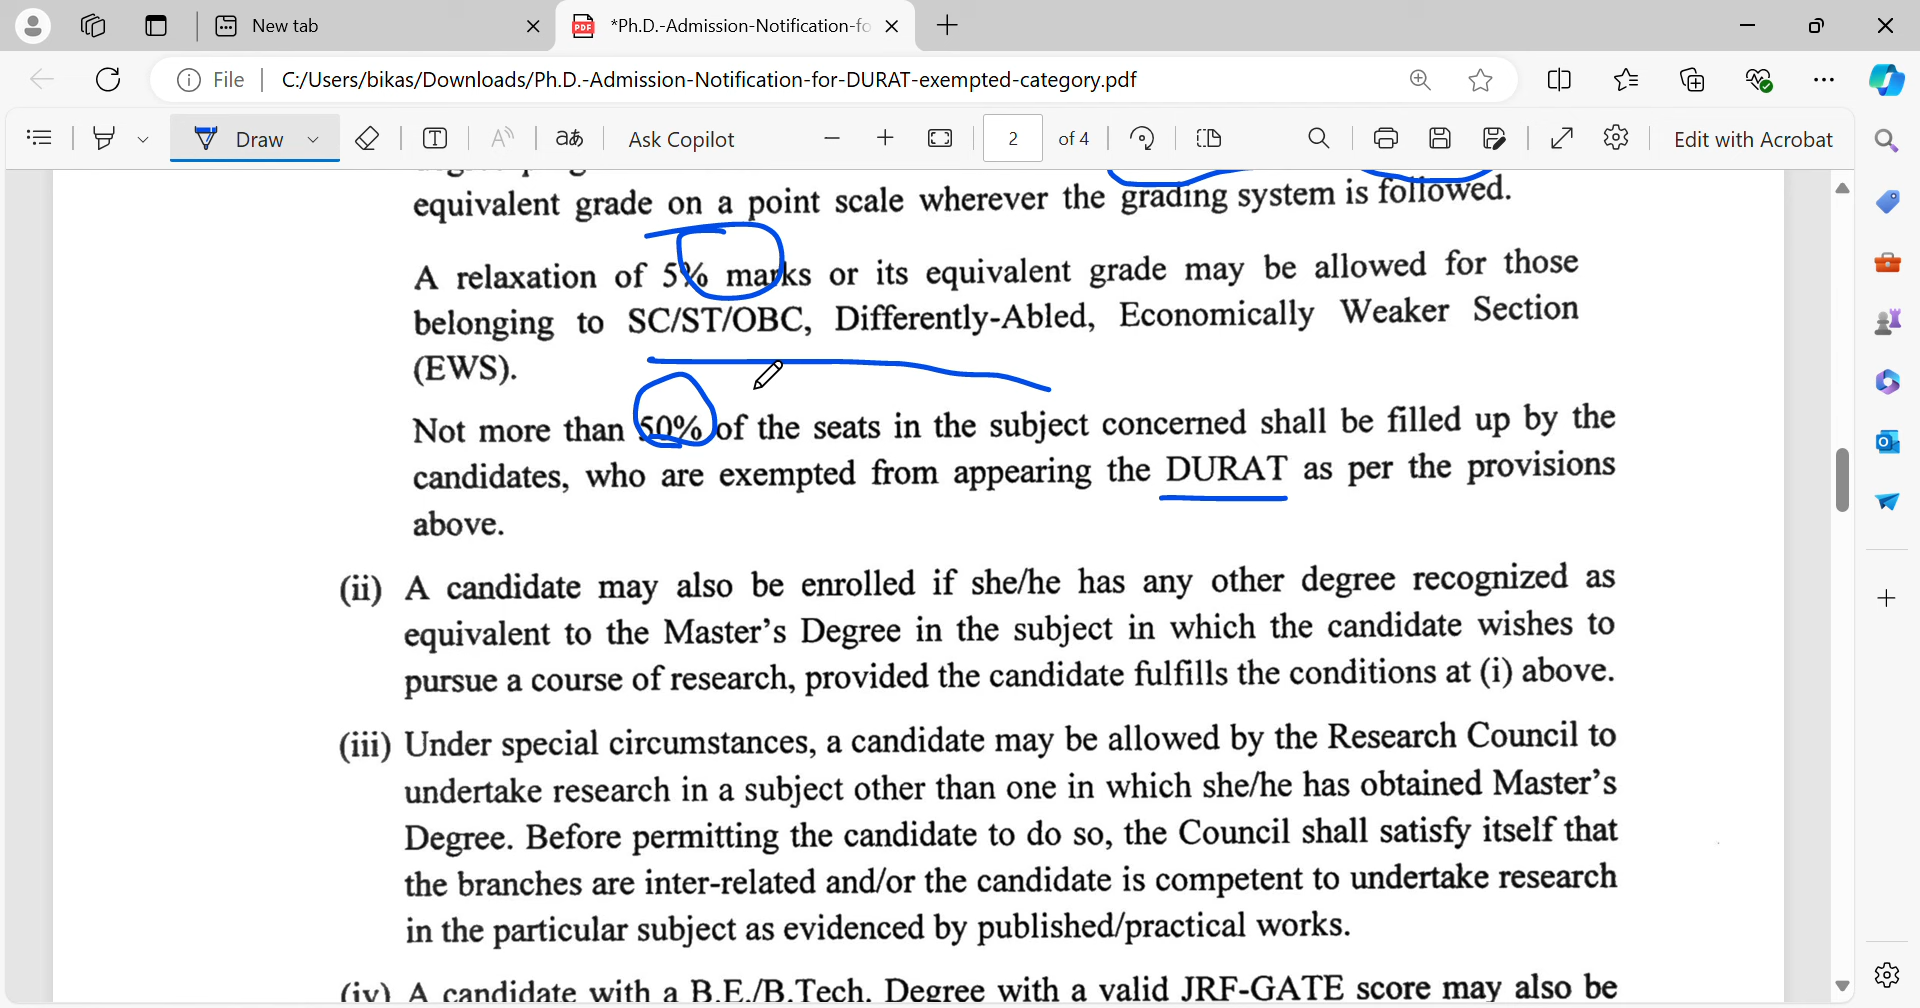 New tab
*Ph.D.-Admission-Notification-fo
File
C:/Users/bikas/Downloads/Ph.D.-Admission-Notification-for-DURAT-exempted-category.pdf
Draw
T
A
aあ
Ask Copilot
2
of 4
Edit with Acrobat
equivalent grade on a point scale wherever the grading system is followed.
A relaxation of 5% marks or its equivalent grade may be allowed for those
belonging to SC/ST/OBC, Differently-Abled, Economically Weaker Section
(EWS).
Not more than 50% of the seats in the subject concerned shall be filled up by the
candidates, who are exempted from appearing the DURAT as per the provisions
above.
(ii) A candidate may also be enrolled if she/he has any other degree recognized as
equivalent to the Master's Degree in the subject in which the candidate wishes to
pursue a course of research, provided the candidate fulfills the conditions at (i) above.
(iii) Under special circumstances, a candidate may be allowed by the Research Council to
undertake research in a subject other than one in which she/he has obtained Master's
Degree. Before permitting the candidate to do so, the Council shall satisfy itself that
the branches are inter-related and/or the candidate is competent to undertake research
in the particular subject as evidenced by published/practical works.
(iv) A candidate with a B.E./B.Tech. Degree with a valid JRF-GATE score may also be